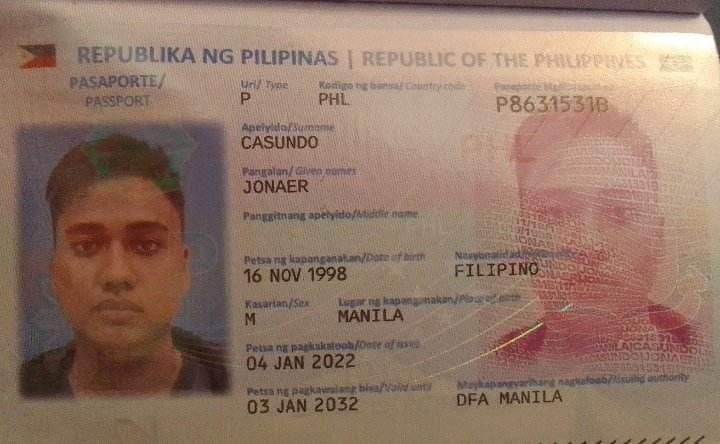 REPUBLIKA NG PILIPINAS | REPUBLIC OF THE PHILIPPINES
PASAPORTE/
PASSPORT
Uri/ Type
Kodigo ng bansa/ Country code
Pasaporte
P
PHL
P8631531B
Apelyido/Surname
CASUNDO
Pangalan/ Given names
JONAER
Panggitnang apelyido/Middle name
Petsa ng kapanganakan/Date of birth
Nasyonalidad/
16 NOV 1998
FILIPINO
Kasarian/Sex
Lugar ng kapanganakan/Place of birth
M
MANILA
Petsa ng pagkakaloob/Date of issue
04 JAN 2022
Petsa ng pagkawalang bisa/Valid until
Maykapangyarihang nagkaloob/Issuing authority
03 JAN 2032
DFA MANILA